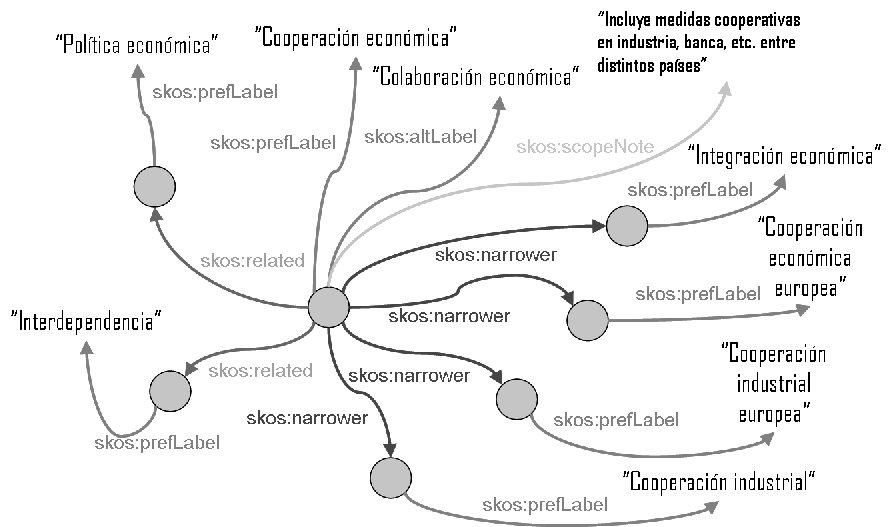 “Política económica”
“Cooperación económica”
“Colaboración económica”
“Incluye medidas cooperativas
en industria, banca, etc. entre
distintos países”
skos:prefLabel
skos:prefLabel
skos:altLabel
skos:scopeNote
“Integración económica”
skos:prefLabel
skos:related
skos:narrower
“Cooperación
económica
europea”
skos:prefLabel
skos:narrower
“Interdependencia”
skos:related
skos:narrower
“Cooperación
industrial
europea”
skos:prefLabel
skos:narrower
skos:prefLabel
“Cooperación industrial“
skos:prefLabel